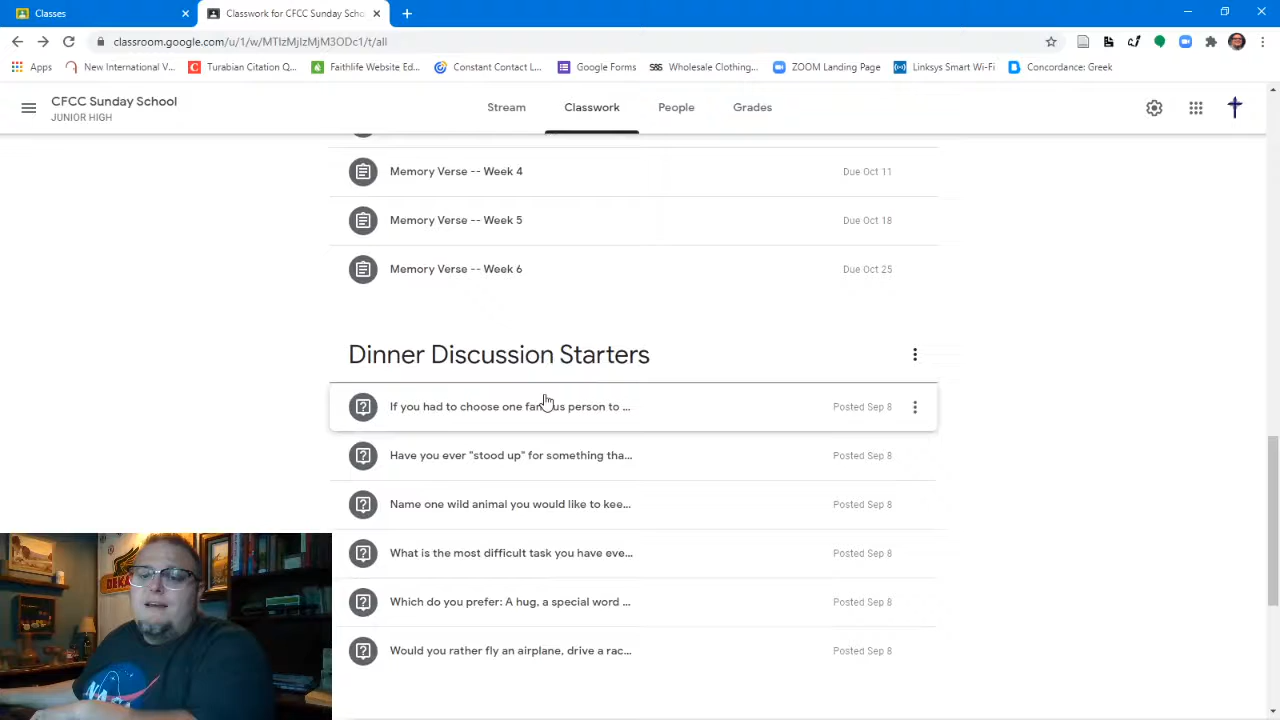 Classes
Classwork for CFCC Sunday Scho
classroom.google.com/u/1/w/MTIzMjIzMjM3ODc1/t/all
Apps
New International V...
Turabian Citation Q...
Faithlife Website Ed...
Constant Contact L...
Google Forms
S&S
Wholesale Clothing...
ZOOM Landing Page
Linksys Smart Wi-Fi
Concordance: Greek
CFCC Sunday School
JUNIOR HIGH
Stream
Classwork
People
Grades
Memory Verse -- Week 4
Due Oct 11
Memory Verse -- Week 5
Due Oct 18
Memory Verse -- Week 6
Due Oct 25
Dinner Discussion Starters
If you had to choose one famous person to ...
Posted Sep 8
Have you ever "stood up" for something tha...
Posted Sep 8
Name one wild animal you would like to kee...
Posted Sep 8
What is the most difficult task you have eve...
Posted Sep 8
Which do you prefer: A hug, a special word ...
Posted Sep 8
Would you rather fly an airplane, drive a rac...
Posted Sep 8